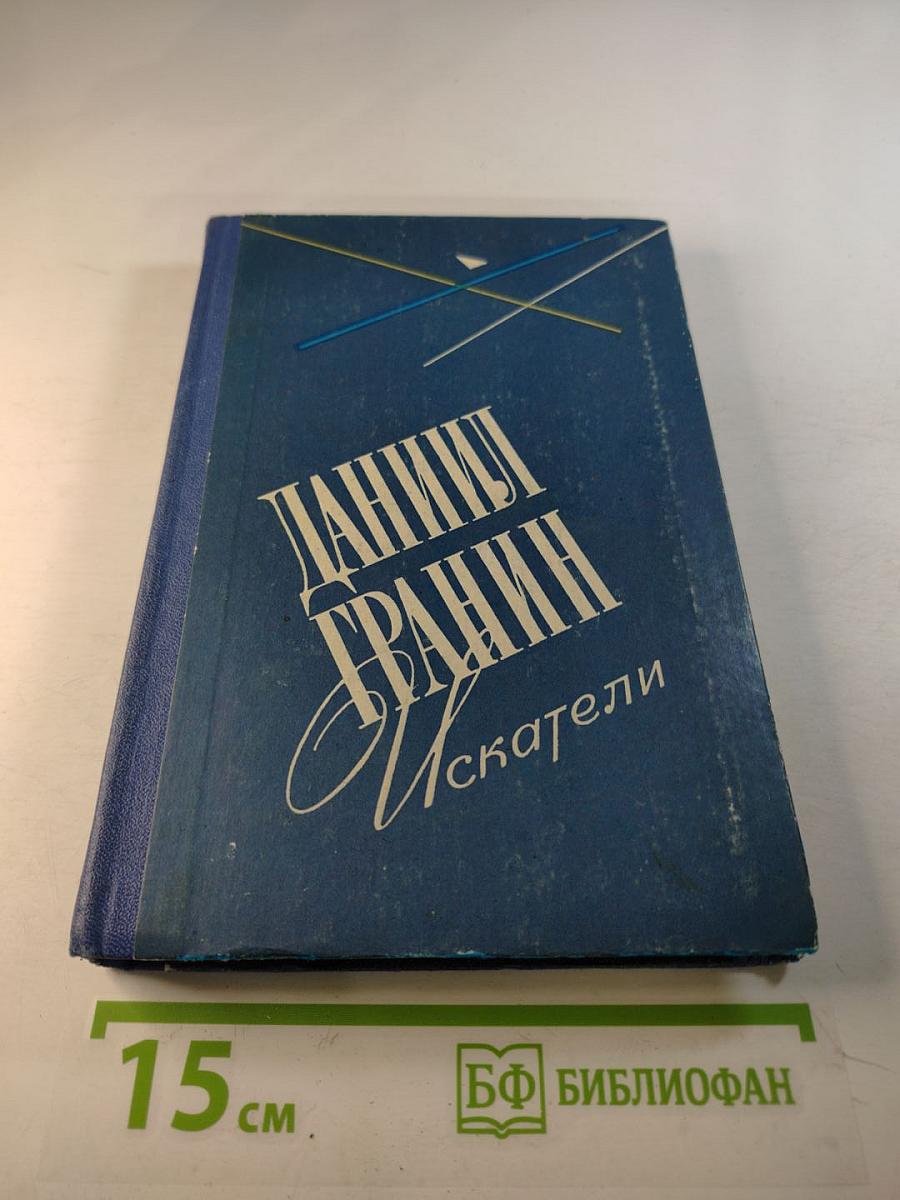 ДАНИИЛ
ГРАНИН
Искатели
15 см
БФ БИБЛИОФАН